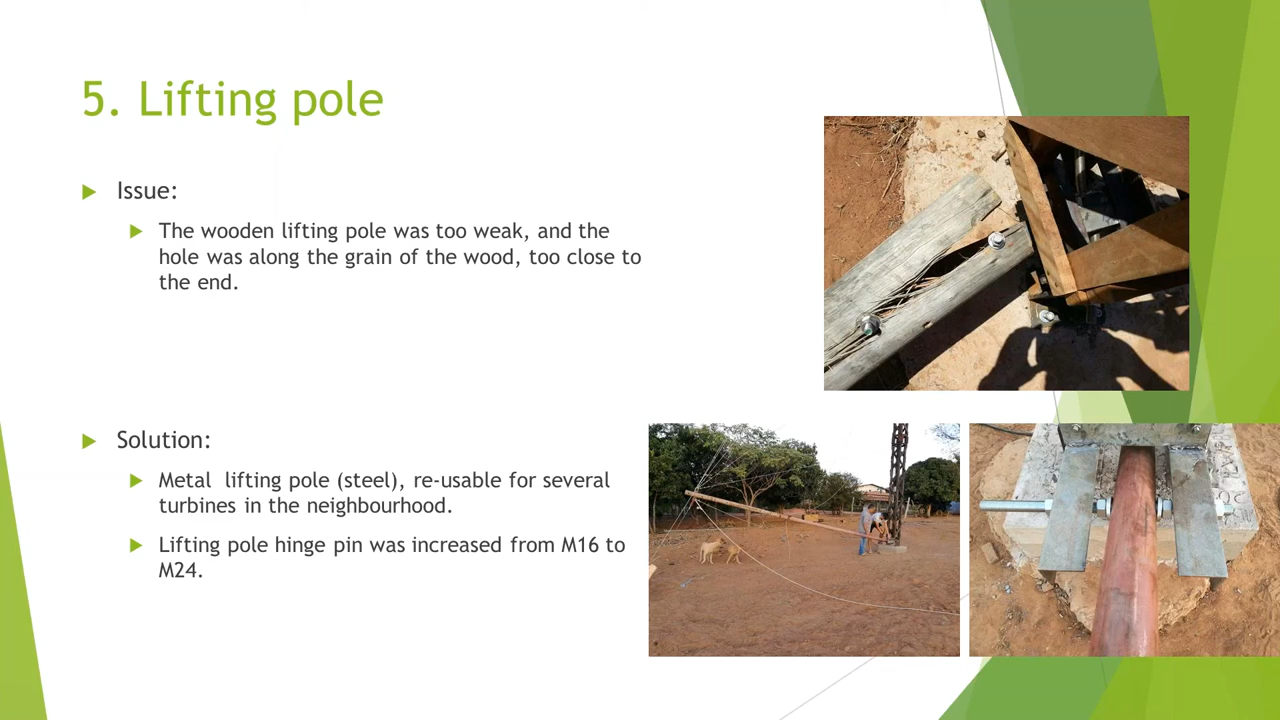 5. Lifting pole
Issue:
The wooden lifting pole was too weak, and the
hole was along the grain of the wood, too close to
the end.
Solution:
Metal lifting pole (steel), re-usable for several
turbines in the neighbourhood.
Lifting pole hinge pin was increased from M16 to
M24.